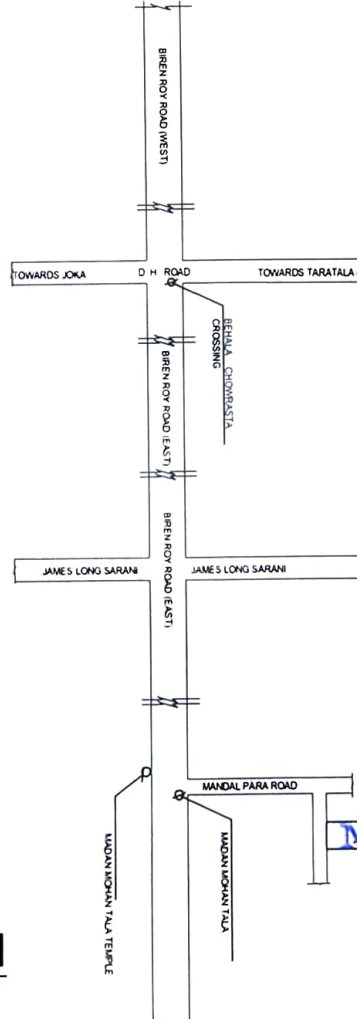 BIREN ROY ROAD (WEST)
TOWARDS JOKA
D H ROAD
TOWARDS TARATALA
BEHALA CHOWRASTA
CROSSING
BIREN ROY ROAD (EAST)
BIREN ROY ROAD (EAST)
JAMES LONG SARANI
JAMES LONG SARANI
MANDAL PARA ROAD
MADAN MOHAN TALA
MADAN MOHAN TALA TEMPLE